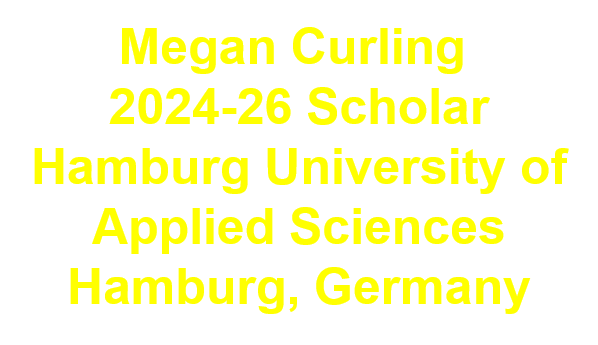 Megan Curling
2024-26 Scholar
Hamburg University of
Applied Sciences
Hamburg, Germany